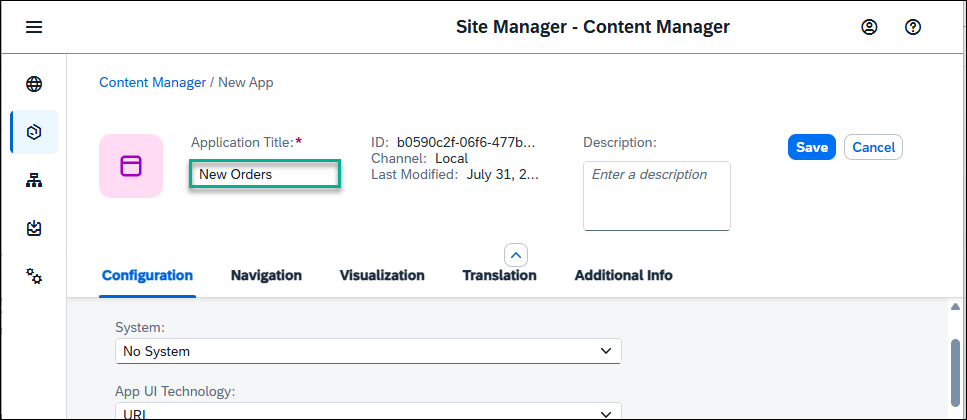 Site Manager - Content Manager
Content Manager / New App
Application Title:*
New Orders
ID: b0590c2f-06f6-477b...
Channel: Local
Last Modified: July 31, 2...
Description:
Enter a description
Save
Cancel
Configuration
Navigation
Visualization
Translation
Additional Info
System:
No System
App UI Technology:
URL